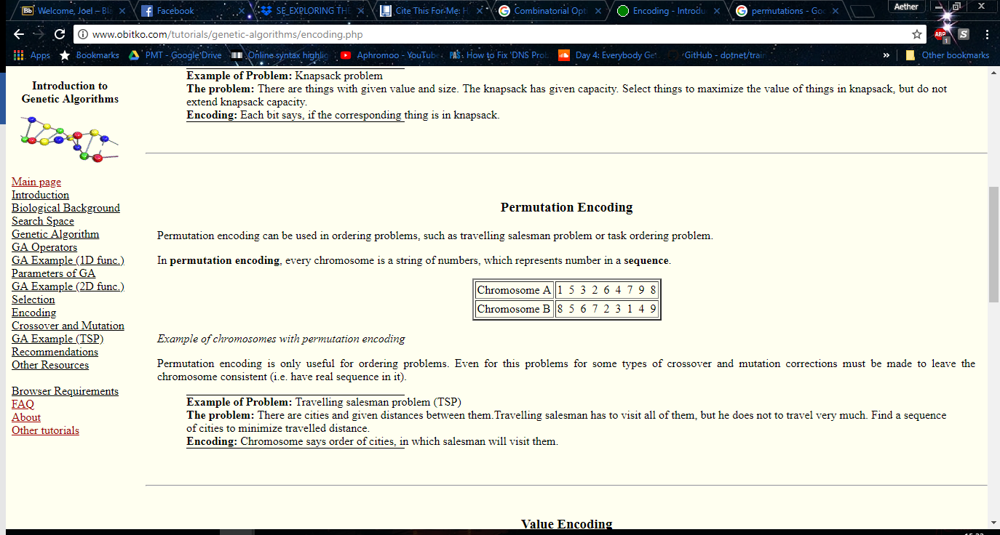 Welcome, Joel – Bl
Facebook
SE_EXPLORING THE
Cite This For Me: H
Combinatorial Opti
Encoding - Introdu
permutations - Goo
Aether
www.obitko.com/tutorials/genetic-algorithms/encoding.php
ABP
1
S
Apps
Bookmarks
PMT - Google Drive
Online syntax highlig
Aphromoo - YouTube
How to Fix 'DNS Prob
Day 4: Everybody Ge
GitHub - dotnet/train
»
Other bookmarks
Introduction to
Genetic Algorithms
Main page
Introduction
Biological Background
Search Space
Genetic Algorithm
GA Operators
GA Example (1D func.)
Parameters of GA
GA Example (2D func.)
Selection
Encoding
Crossover and Mutation
GA Example (TSP)
Recommendations
Other Resources
Browser Requirements
FAQ
About
Other tutorials
Example of Problem: Knapsack problem
The problem: There are things with given value and size. The knapsack has given capacity. Select things to maximize the value of things in knapsack, but do not
extend knapsack capacity.
Encoding: Each bit says, if the corresponding thing is in knapsack.
Permutation Encoding
Permutation encoding can be used in ordering problems, such as travelling salesman problem or task ordering problem.
In permutation encoding, every chromosome is a string of numbers, which represents number in a sequence.
Chromosome A 1 5 3 2 6 4 7 9 8
Chromosome B 8 5 6 7 2 3 1 4 9
Example of chromosomes with permutation encoding
Permutation encoding is only useful for ordering problems. Even for this problems for some types of crossover and mutation corrections must be made to leave the
chromosome consistent (i.e. have real sequence in it).
Example of Problem: Travelling salesman problem (TSP)
The problem: There are cities and given distances between them.Travelling salesman has to visit all of them, but he does not to travel very much. Find a sequence
of cities to minimize travelled distance.
Encoding: Chromosome says order of cities, in which salesman will visit them.
Value Encoding